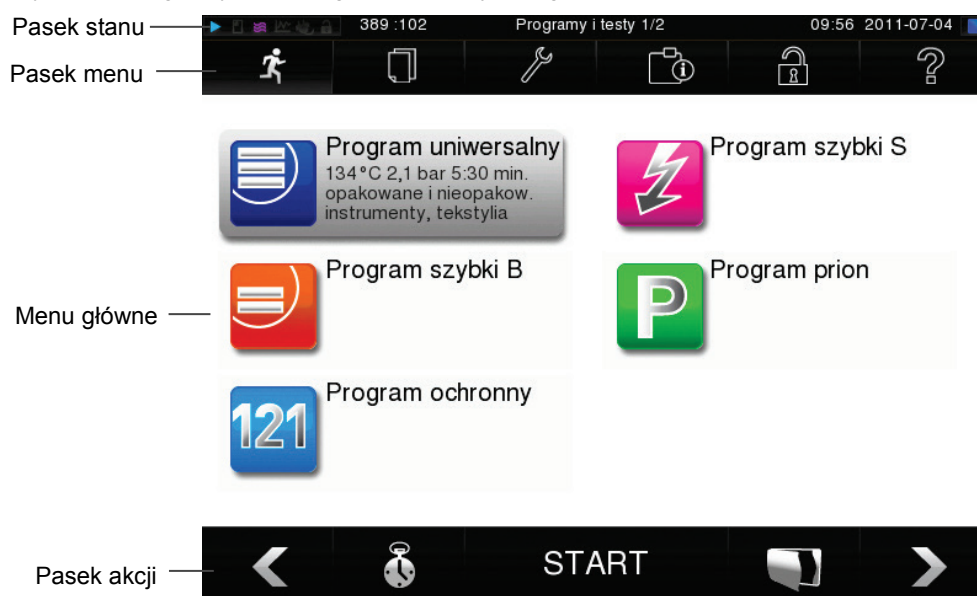 Pasek stanu
389 :102 Programy i testy 1/2 09:56 2011-07-04
Pasek menu
Program uniwersalny
134°C 2,1 bar 5:30 min.
opakowane i nieopakow.
instrumenty, tekstylia
Program szybki S
Program szybki B
Program prion
P
Menu główne
Program ochronny
121
Pasek akcji
START